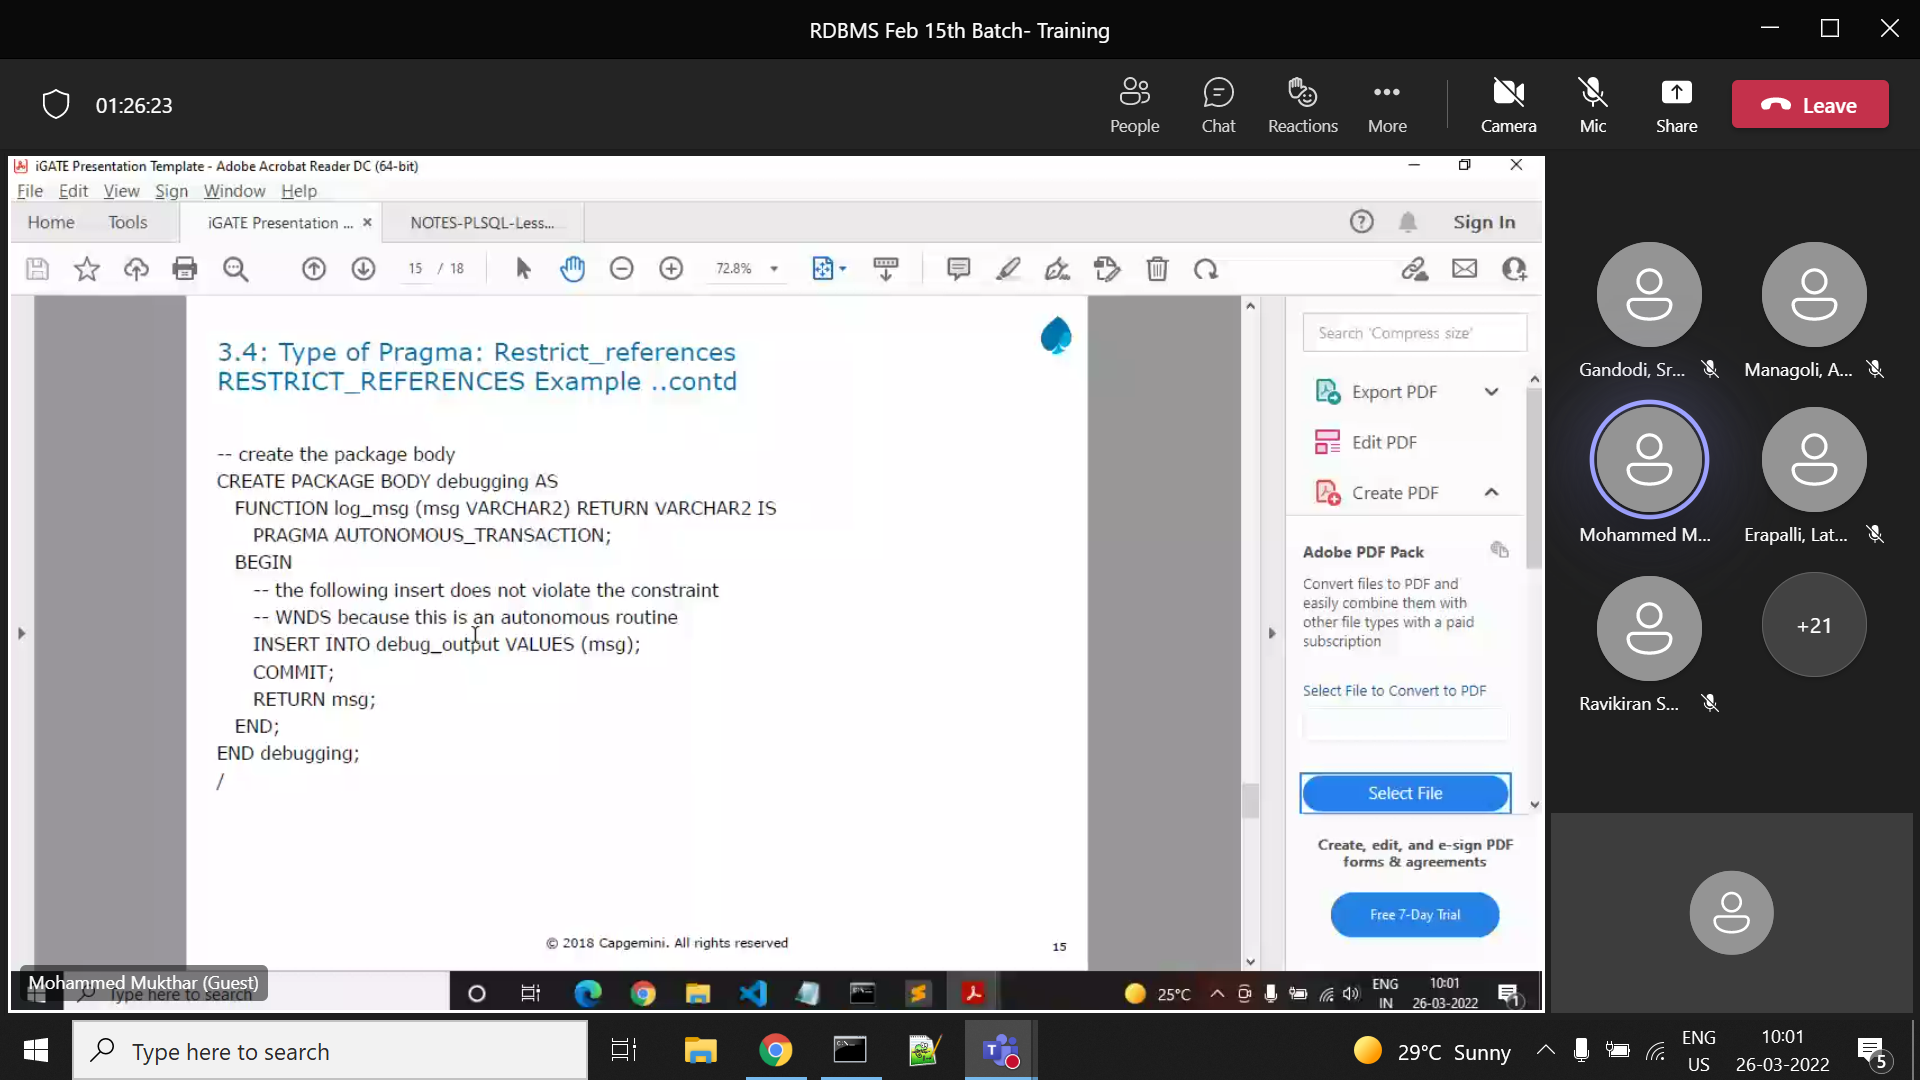 RDBMS Feb 15th Batch- Training
01:26:23
People
Chat
Reactions
More
Camera
Mic
Share
Leave
iGATE Presentation Template - Adobe Acrobat Reader DC (64-bit)
File Edit View Sign Window Help
Home Tools iGATE Presentation ... × NOTES-PLSQL-Less... Sign In
15 / 18 72.8%
3.4: Type of Pragma: Restrict_references
RESTRICT_REFERENCES Example ..contd
-- create the package body
CREATE PACKAGE BODY debugging AS
FUNCTION log_msg (msg VARCHAR2) RETURN VARCHAR2 IS
PRAGMA AUTONOMOUS_TRANSACTION;
BEGIN
-- the following insert does not violate the constraint
-- WNDS because this is an autonomous routine
INSERT INTO debug_output VALUES (msg);
COMMIT;
RETURN msg;
END;
END debugging;
/
© 2018 Capgemini. All rights reserved
15
Search 'Compress size'
Export PDF
Edit PDF
Create PDF
Adobe PDF Pack
Convert files to PDF and
easily combine them with
other file types with a paid
subscription
Select File to Convert to PDF
Select File
Create, edit, and e-sign PDF
forms & agreements
Free 7-Day Trial
Gandodi, Sr...
Managoli, A...
Mohammed M...
Erapalli, Lat...
Ravikiran S...
+21
Mohammed Mukthar (Guest)
Type here to search
25°C
ENG
IN
10:01
26-03-2022
1
Type here to search
29°C Sunny
ENG
US
10:01
26-03-2022
5